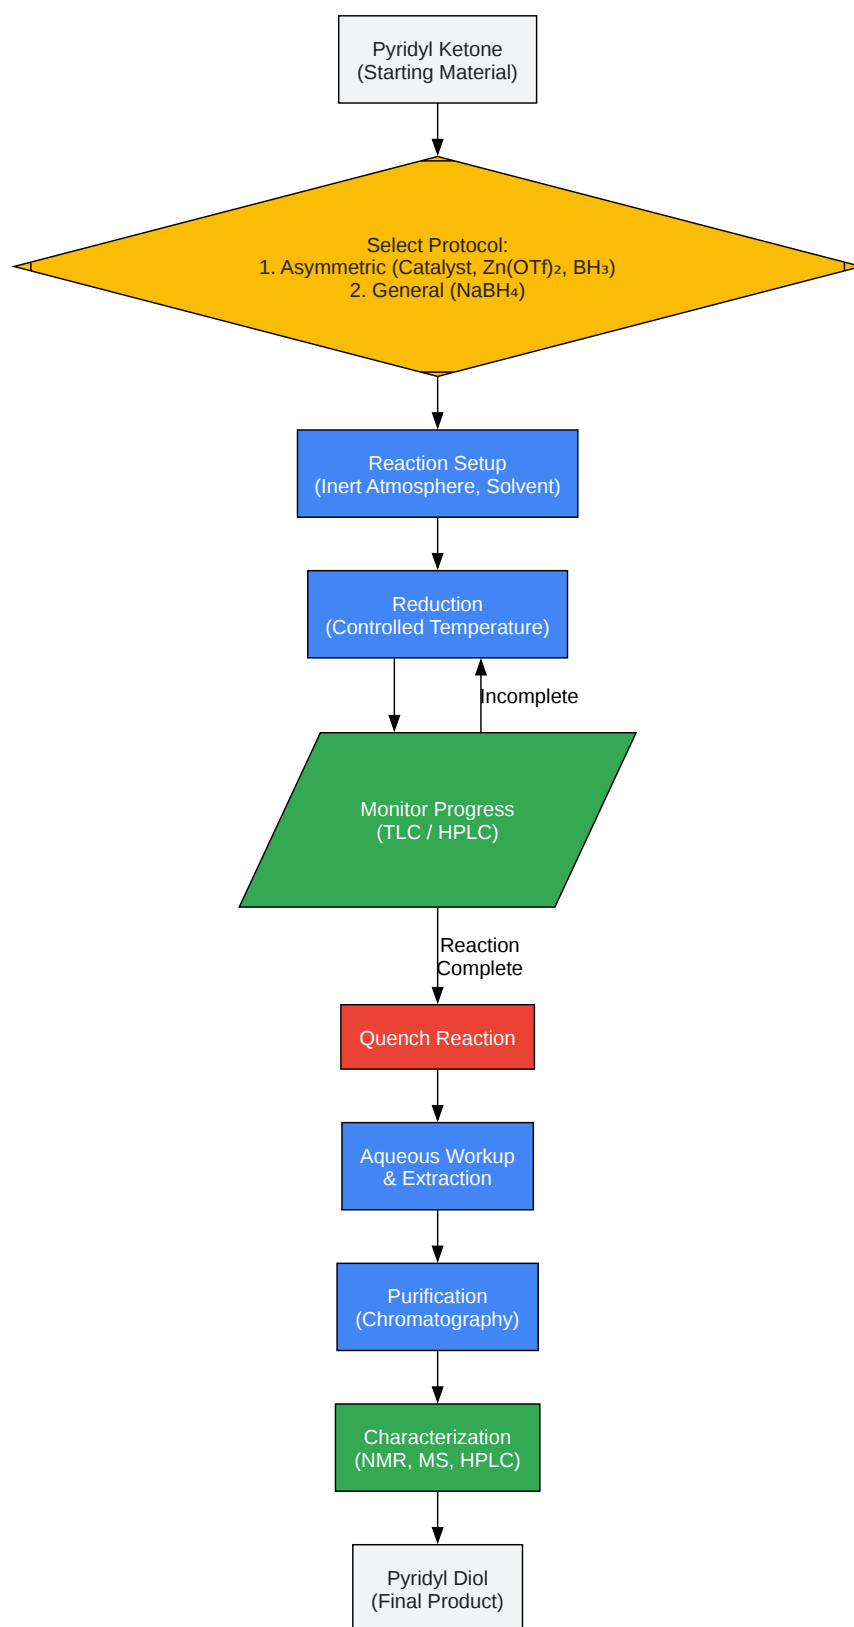 Pyridyl Ketone
(Starting Material)
Select Protocol:
1. Asymmetric (Catalyst, Zn(OTf)₂, BH₃)
2. General (NaBH₄)
Reaction Setup
(Inert Atmosphere, Solvent)
Reduction
(Controlled Temperature)
Incomplete
Monitor Progress
(TLC / HPLC)
Reaction
Complete
Quench Reaction
Aqueous Workup
& Extraction
Purification
(Chromatography)
Characterization
(NMR, MS, HPLC)
Pyridyl Diol
(Final Product)